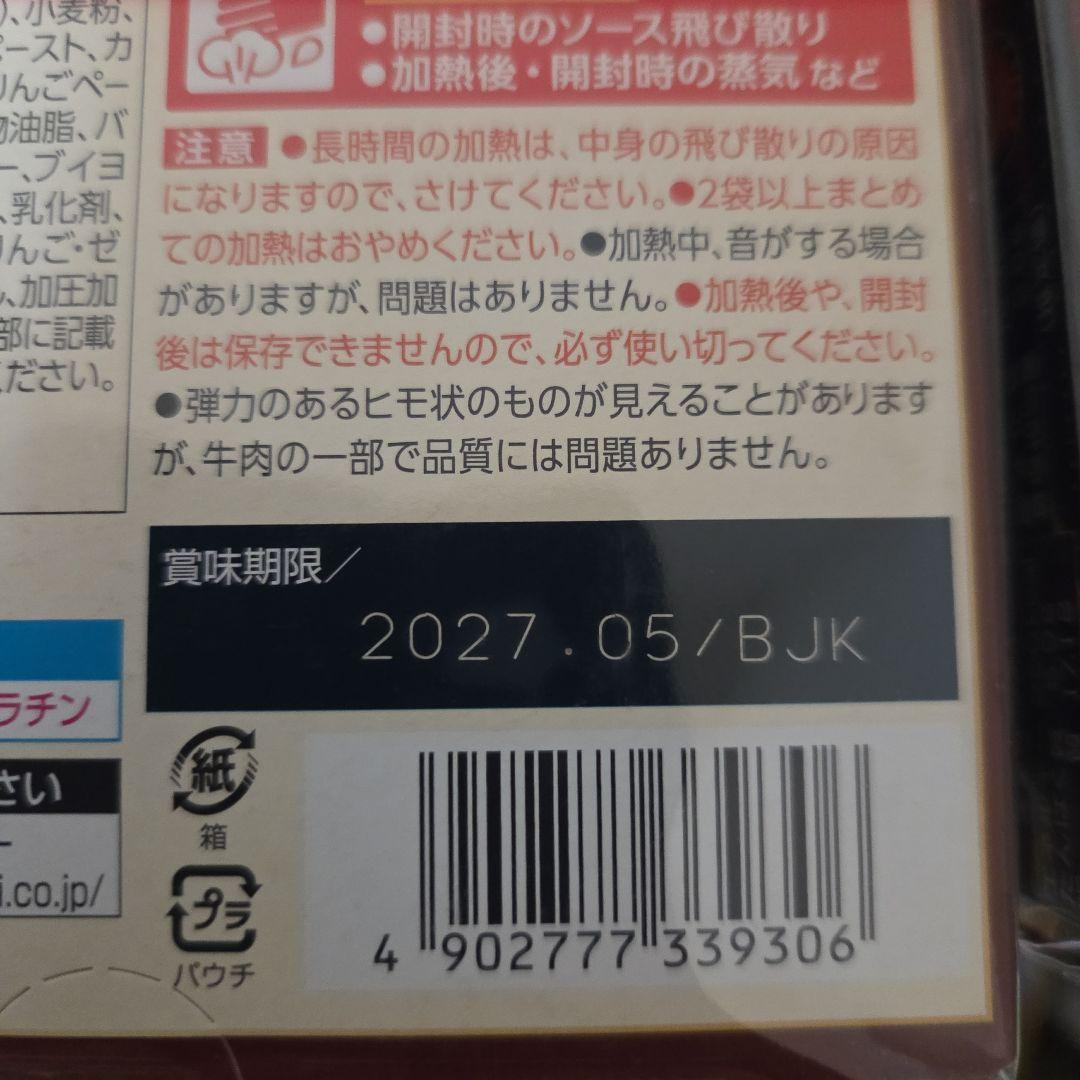 、小麦粉、
ペースト、カ
りんごペー
物油脂、バ
ー、ブイヨ
、乳化剤、
りんご・ゼ
、加圧加
部に記載
ください。
●開封時のソース飛び散り
●加熱後・開封時の蒸気など
注意 ●長時間の加熱は、中身の飛び散りの原因
になりますので、さけてください。●2袋以上まとめ
ての加熱はおやめください。●加熱中、音がする場合
がありますが、問題はありません。●加熱後や、開封
後は保存できませんので、必ず使い切ってください。
●弾力のあるヒモ状のものが見えることがあります
が、牛肉の一部で品質には問題ありません。
賞味期限/
2027.05/BJK
ラチン
さい
i.co.jp/
紙
箱
プラ
パウチ
4 902777 339306